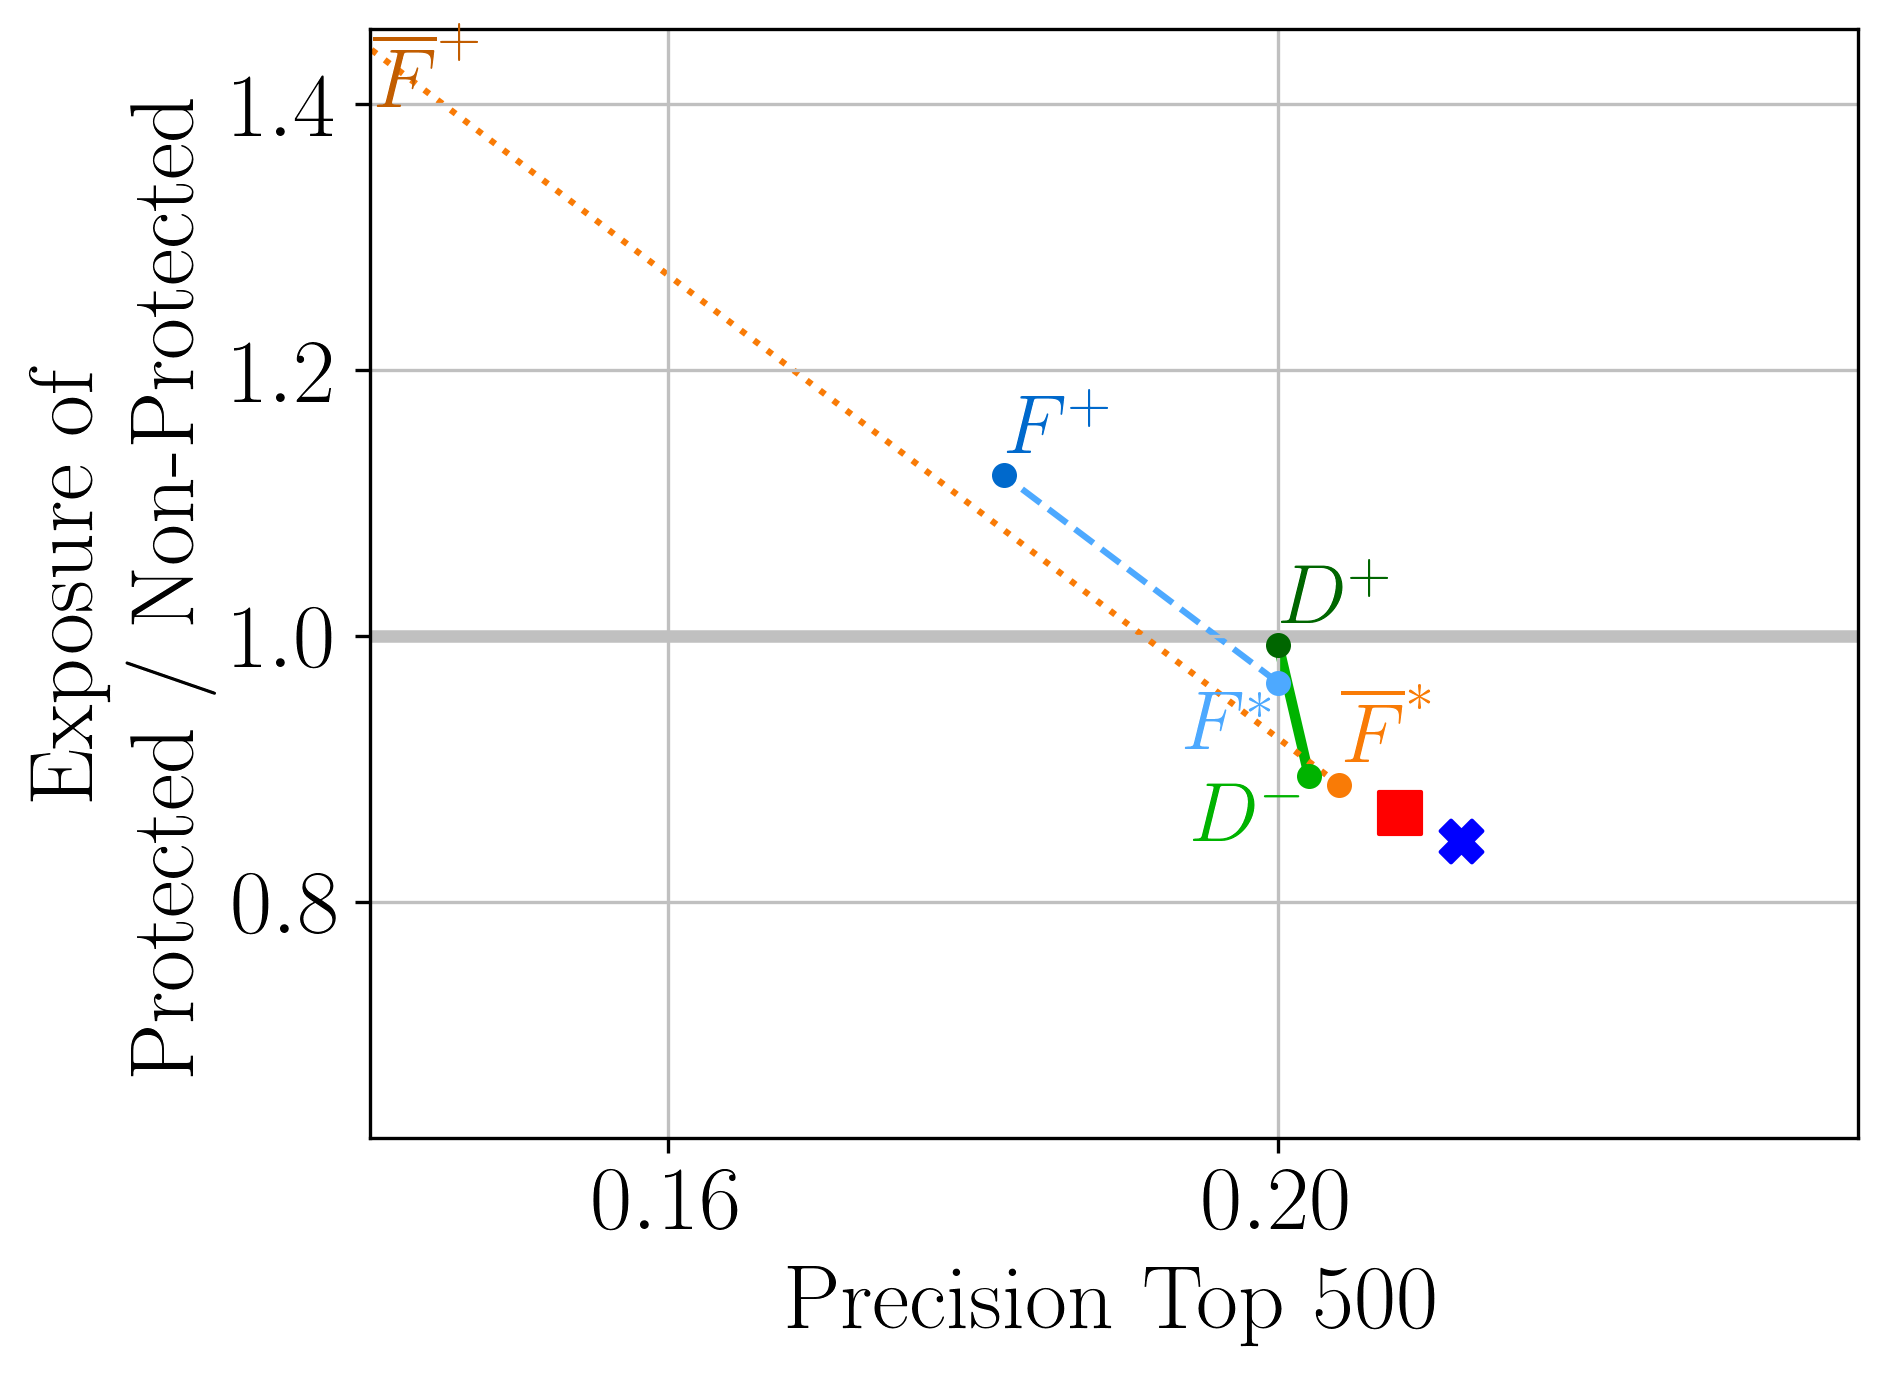 Exposure of
Protected / Non-Protected
1.4
1.2
1.0
0.8
F̅⁺
F⁺
D⁺
F*
F̅*
D⁻
0.16
0.20
Precision Top 500